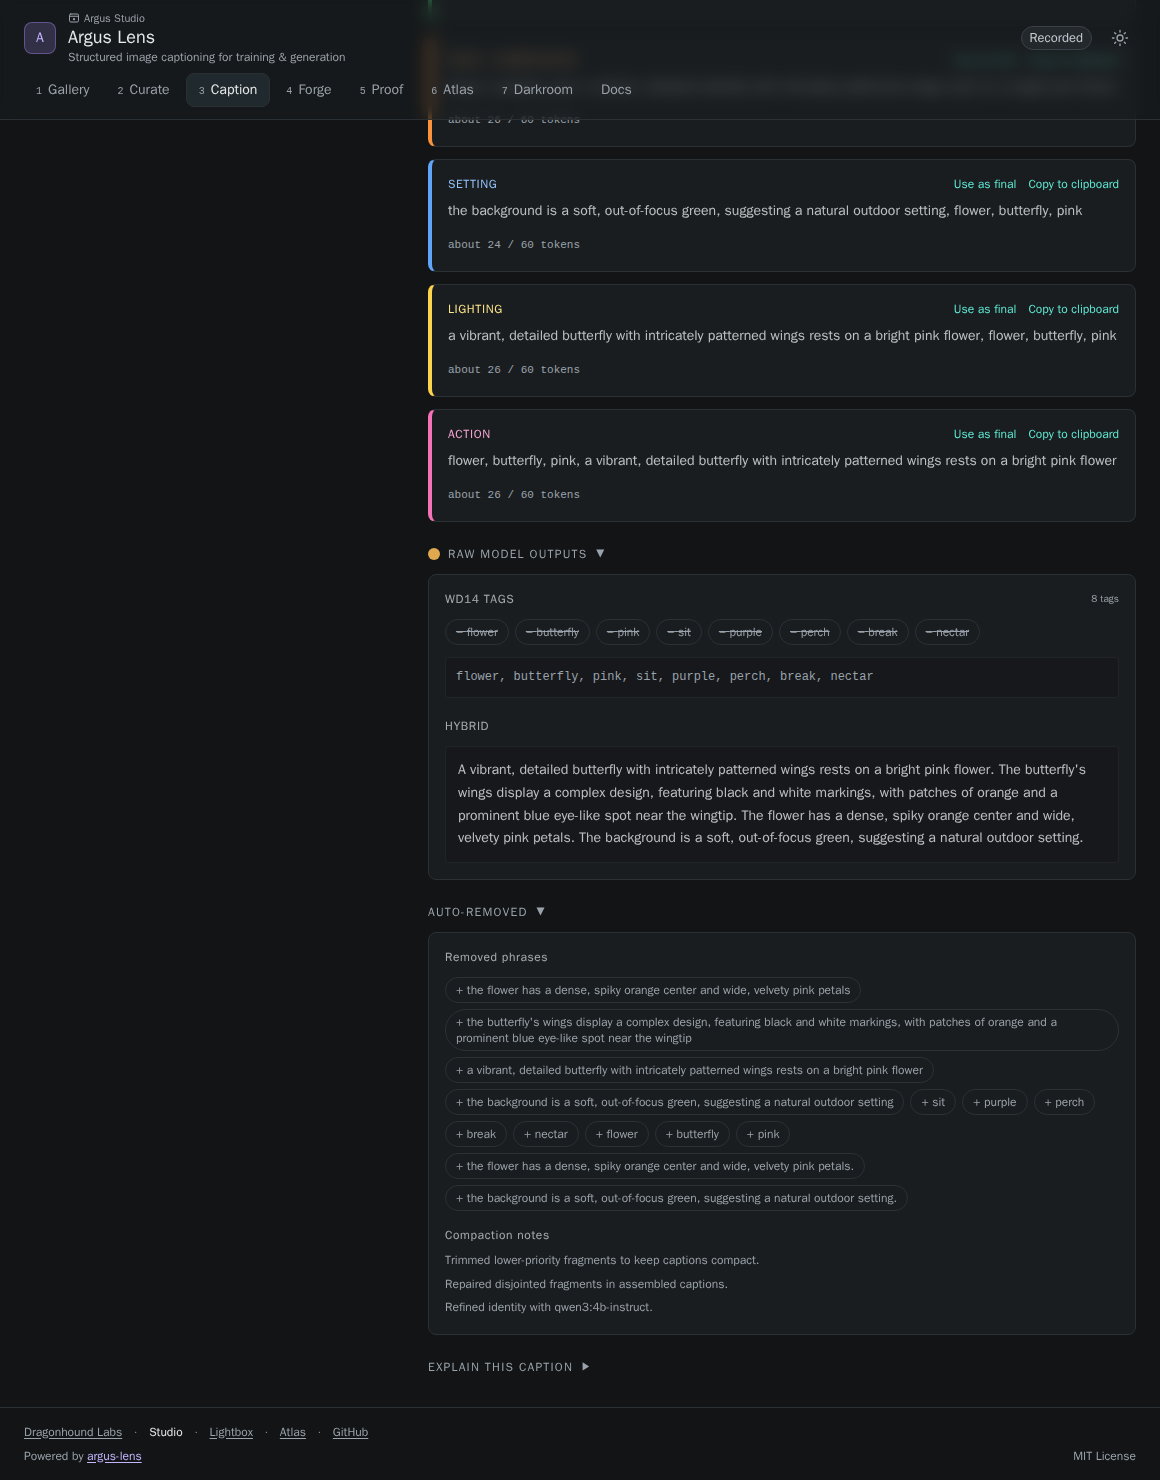 Argus Studio
A
Argus Lens
Structured image captioning for training & generation
Recorded
1 Gallery
2 Curate
3 Caption
4 Forge
5 Proof
6 Atlas
7 Darkroom
Docs
about 26 / 60 tokens
SETTING
Use as final
Copy to clipboard
the background is a soft, out-of-focus green, suggesting a natural outdoor setting, flower, butterfly, pink
about 24 / 60 tokens
LIGHTING
Use as final
Copy to clipboard
a vibrant, detailed butterfly with intricately patterned wings rests on a bright pink flower, flower, butterfly, pink
about 26 / 60 tokens
ACTION
Use as final
Copy to clipboard
flower, butterfly, pink, a vibrant, detailed butterfly with intricately patterned wings rests on a bright pink flower
about 26 / 60 tokens
RAW MODEL OUTPUTS ▼
WD14 TAGS
8 tags
− flower
− butterfly
− pink
− sit
− purple
− perch
− break
− nectar
flower, butterfly, pink, sit, purple, perch, break, nectar
HYBRID
A vibrant, detailed butterfly with intricately patterned wings rests on a bright pink flower. The butterfly's
wings display a complex design, featuring black and white markings, with patches of orange and a
prominent blue eye-like spot near the wingtip. The flower has a dense, spiky orange center and wide,
velvety pink petals. The background is a soft, out-of-focus green, suggesting a natural outdoor setting.
AUTO-REMOVED ▼
Removed phrases
+ the flower has a dense, spiky orange center and wide, velvety pink petals
+ the butterfly's wings display a complex design, featuring black and white markings, with patches of orange and a
prominent blue eye-like spot near the wingtip
+ a vibrant, detailed butterfly with intricately patterned wings rests on a bright pink flower
+ the background is a soft, out-of-focus green, suggesting a natural outdoor setting
+ sit
+ purple
+ perch
+ break
+ nectar
+ flower
+ butterfly
+ pink
+ the flower has a dense, spiky orange center and wide, velvety pink petals.
+ the background is a soft, out-of-focus green, suggesting a natural outdoor setting.
Compaction notes
Trimmed lower-priority fragments to keep captions compact.
Repaired disjointed fragments in assembled captions.
Refined identity with qwen3:4b-instruct.
EXPLAIN THIS CAPTION ▶
Dragonhound Labs · Studio · Lightbox · Atlas · GitHub
Powered by argus-lens
MIT License